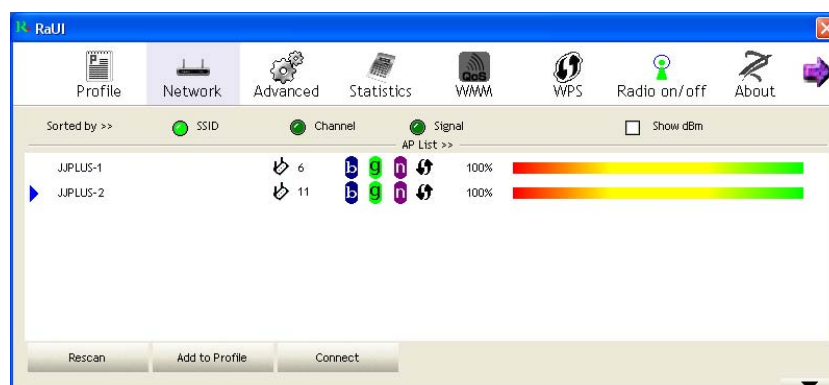 R RaUI
Profile Network Advanced Statistics QoS WMM WPS Radio on/off About
Sorted by >> SSID Channel Signal Show dBm
AP List >>
JJPLUS-1 6 b g n 100%
JJPLUS-2 11 b g n 100%
Rescan Add to Profile Connect